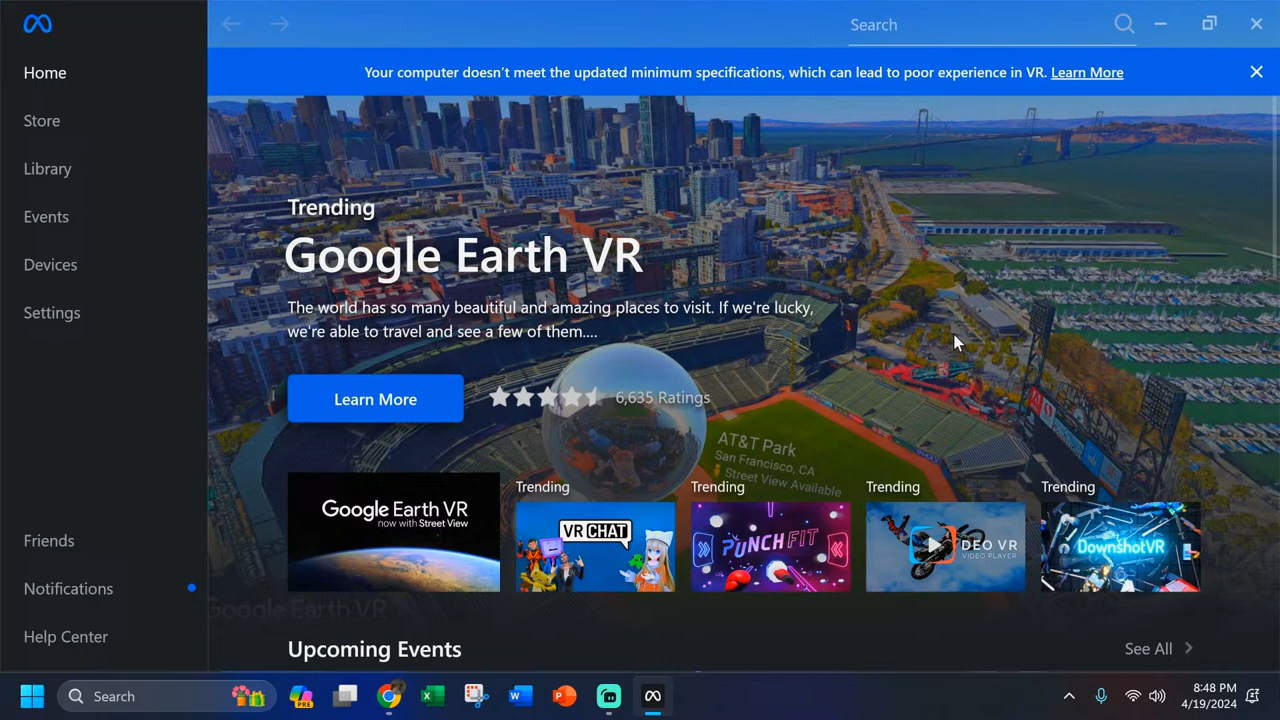 Search
Your computer doesn't meet the updated minimum specifications, which can lead to poor experience in VR. Learn More
Home
Store
Library
Events
Devices
Settings
Friends
Notifications
Help Center
Trending
Google Earth VR
The world has so many beautiful and amazing places to visit. If we're lucky,
we're able to travel and see a few of them....
Learn More
6,635 Ratings
AT&T Park
San Francisco, CA
Street View Available
Google Earth VR
now with Street View
Trending
VR CHAT
Trending
PUNCH FIT
Trending
DEO VR
VIDEO PLAYER
Trending
DownshotVR
Google Earth VR
Upcoming Events
See All
Search
PRE
8:48 PM
4/19/2024